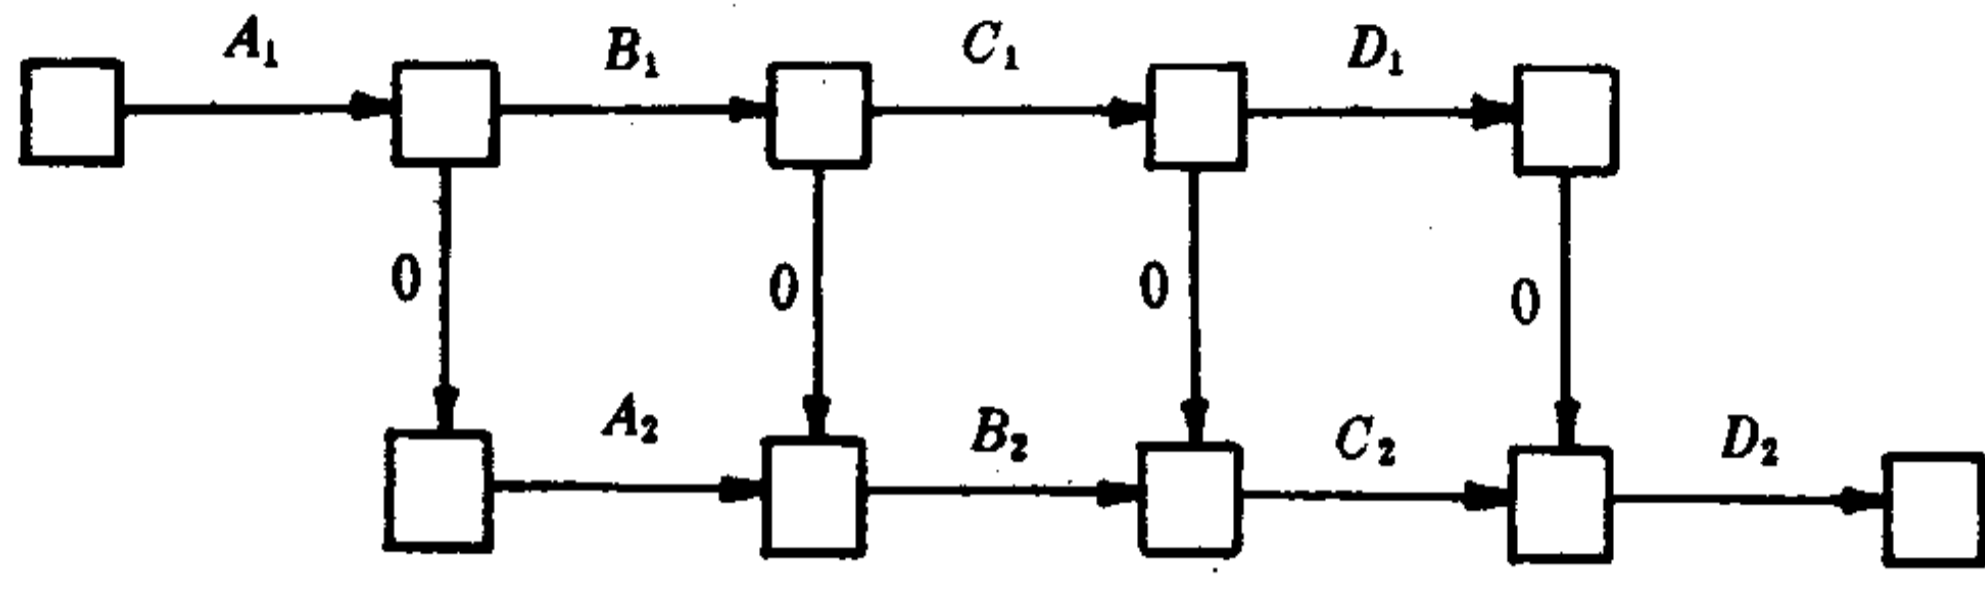 A₁ B₁ C₁ D₁
0 0 0 0
A₂ B₂ C₂ D₂